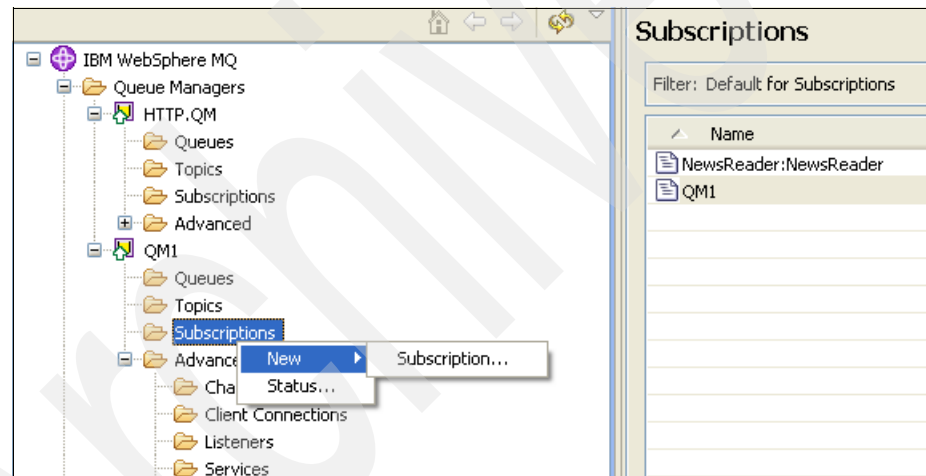 IBM WebSphere MQ
Queue Managers
HTTP.QM
Queues
Topics
Subscriptions
Advanced
QM1
Queues
Topics
Subscriptions
Advance
Cha
Client Connections
Listeners
Services
New
Subscription...
Status...
Subscriptions
Filter: Default for Subscriptions
Name
NewsReader:NewsReader
QM1